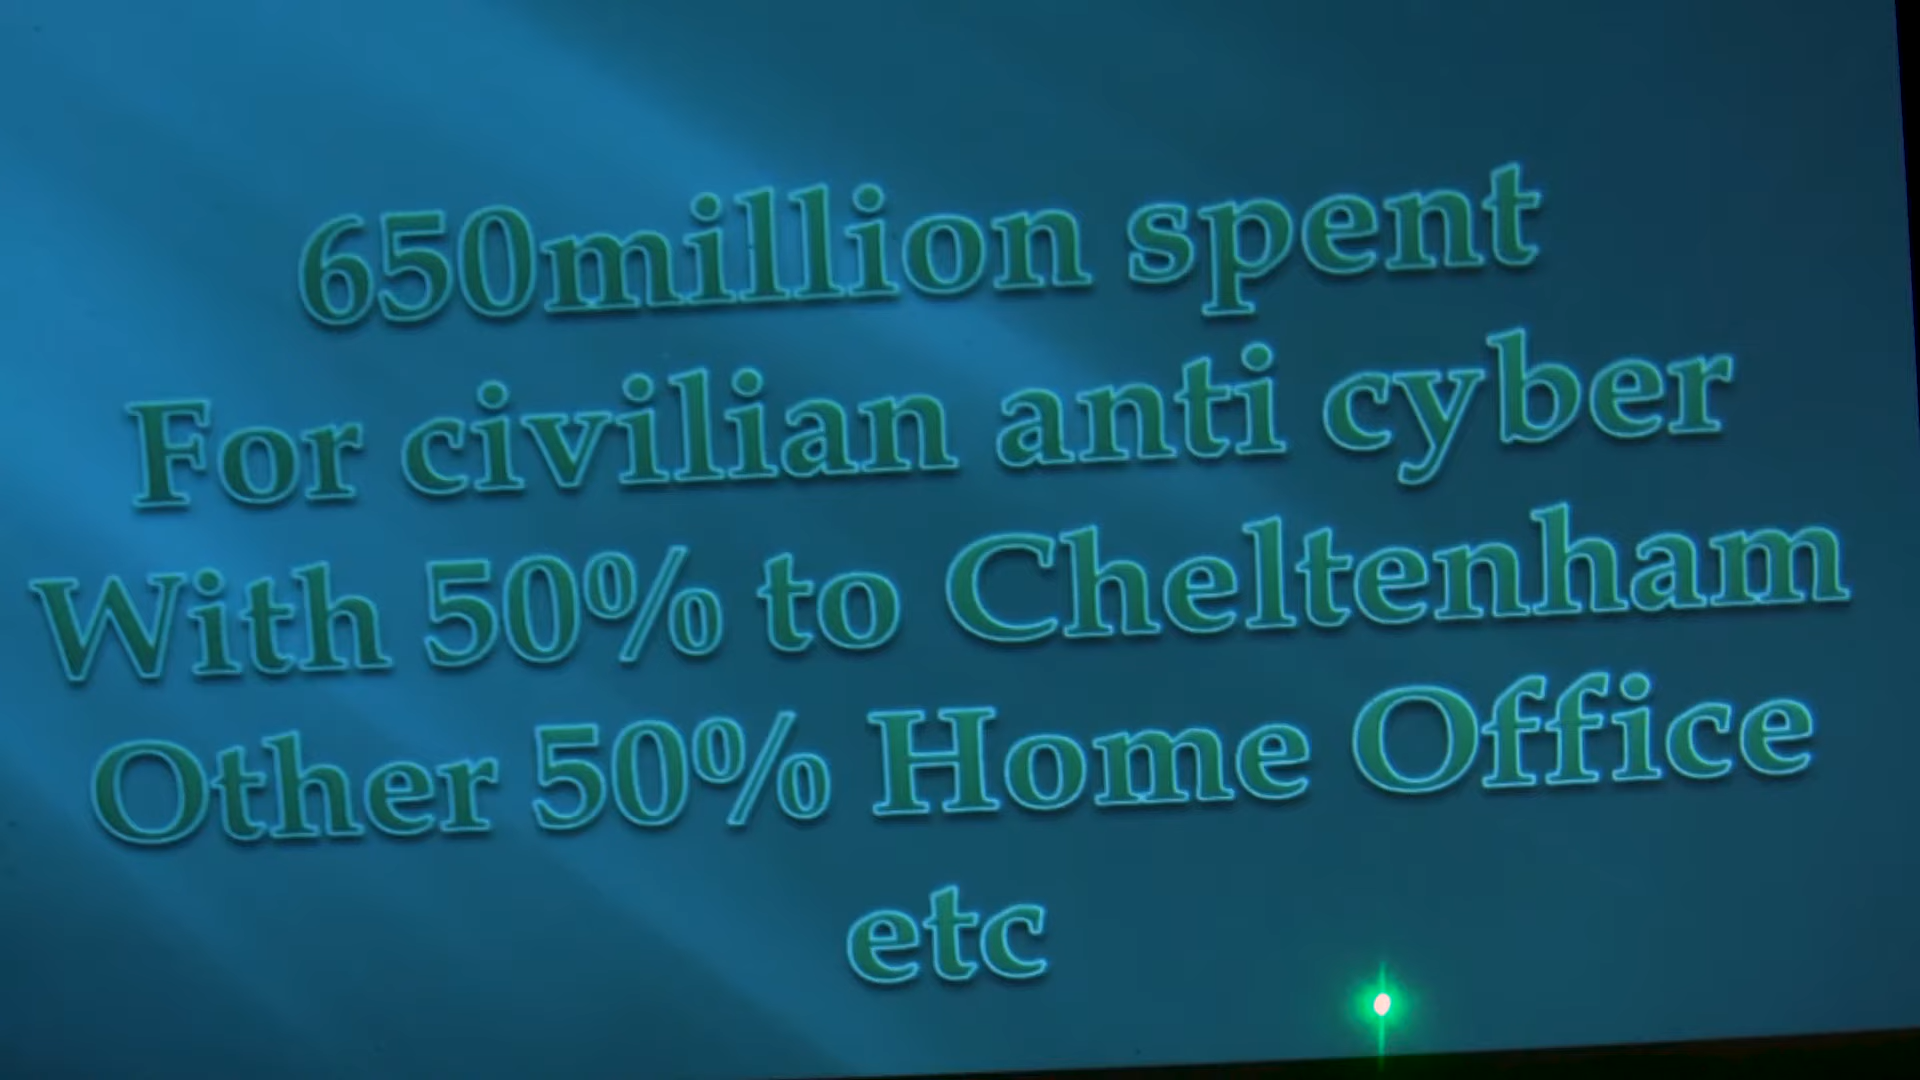 650million spent
For civilian anti cyber
With 50% to Cheltenham
Other 50% Home Office
etc